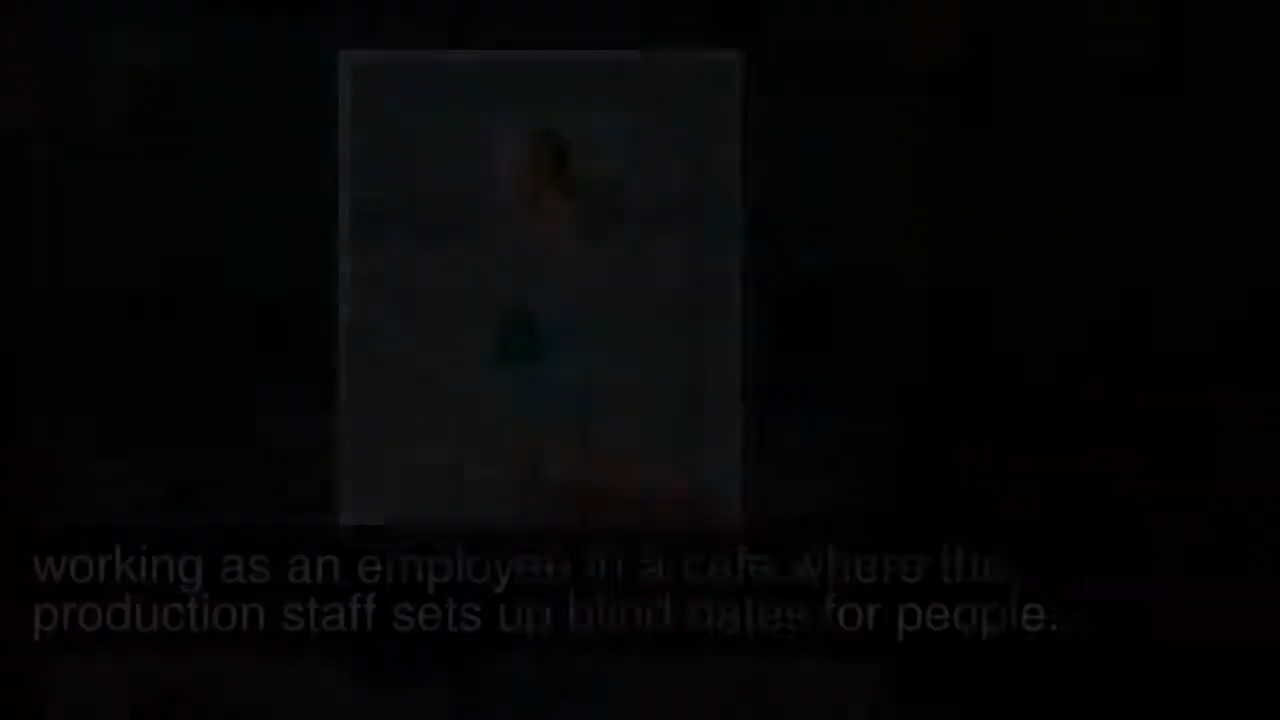 working as an employee in a cafe where the
production staff sets up blind dates for people.